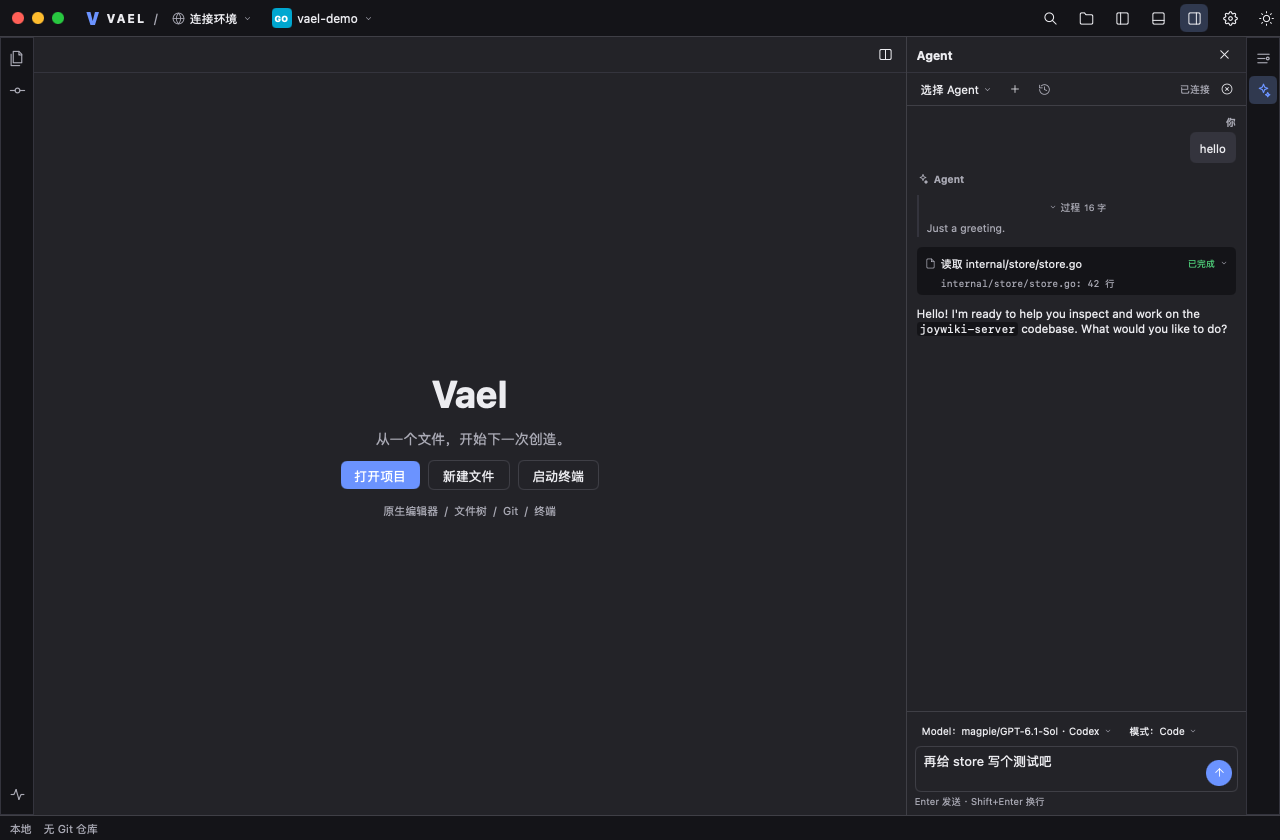 V VAEL / 连接环境 GO vael-demo
Agent
选择 Agent 已连接
你
hello
Agent
过程 16 字
Just a greeting.
读取 internal/store/store.go 已完成
internal/store/store.go: 42 行
Hello! I'm ready to help you inspect and work on the
joywiki-server codebase. What would you like to do?
Vael
从一个文件，开始下一次创造。
打开项目 新建文件 启动终端
原生编辑器 / 文件树 / Git / 终端
Model: magpie/GPT-6.1-Sol · Codex 模式: Code
再给 store 写个测试吧
Enter 发送 · Shift+Enter 换行
本地 无 Git 仓库